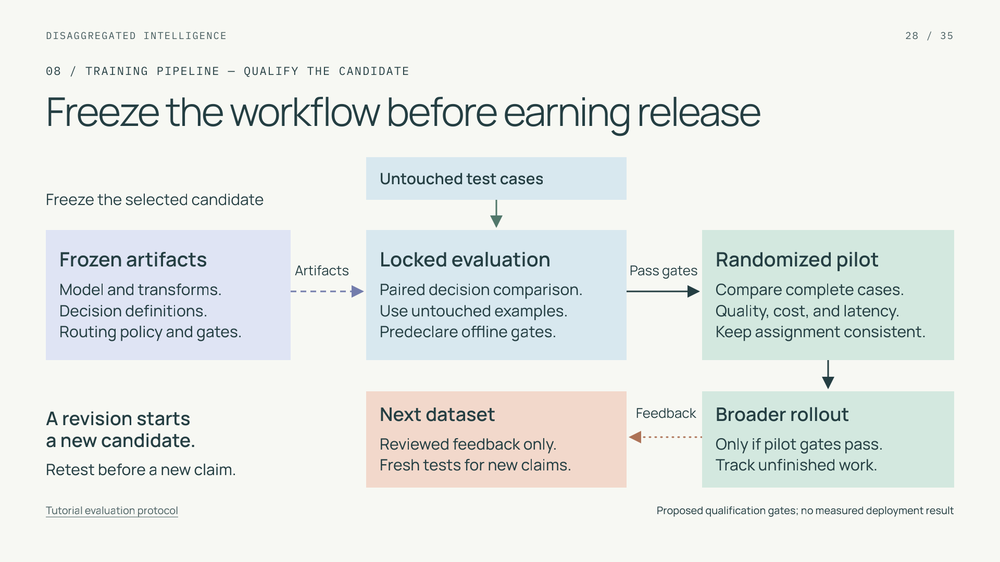 DISAGGREGATED INTELLIGENCE
28 / 35
08 / TRAINING PIPELINE — QUALIFY THE CANDIDATE
Freeze the workflow before earning release
Untouched test cases
Freeze the selected candidate
Frozen artifacts
Model and transforms.
Decision definitions.
Routing policy and gates.
Artifacts
Locked evaluation
Paired decision comparison.
Use untouched examples.
Predeclare offline gates.
Pass gates
Randomized pilot
Compare complete cases.
Quality, cost, and latency.
Keep assignment consistent.
A revision starts
a new candidate.
Retest before a new claim.
Next dataset
Reviewed feedback only.
Fresh tests for new claims.
Feedback
Broader rollout
Only if pilot gates pass.
Track unfinished work.
Tutorial evaluation protocol
Proposed qualification gates; no measured deployment result